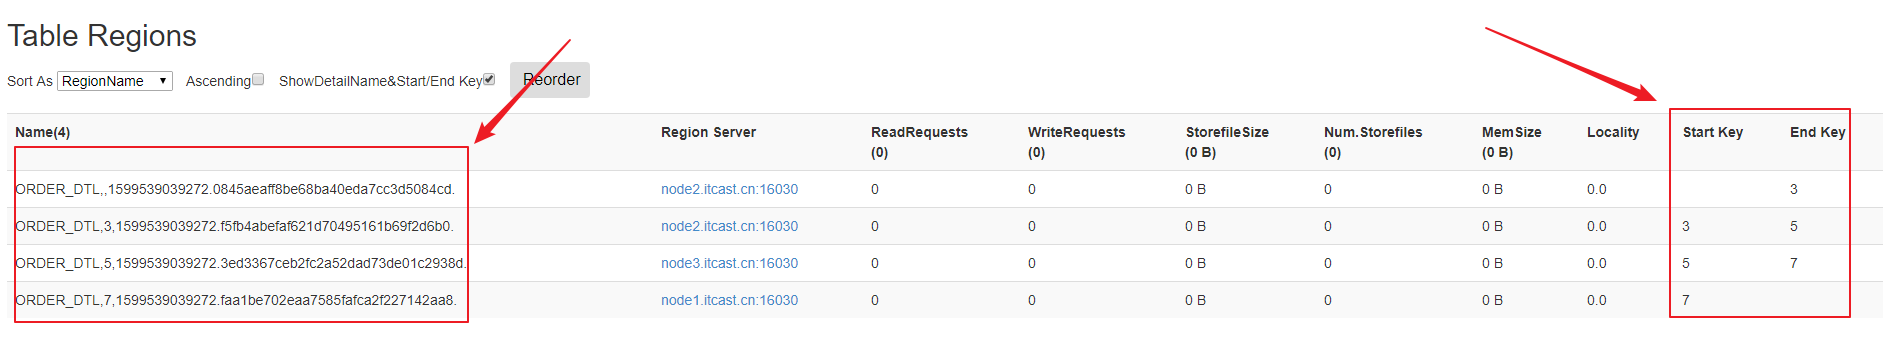 Table Regions
Sort As RegionName Ascending ShowDetailName&Start/End Key Reorder
Name(4) Region Server ReadRequests (0) WriteRequests (0) StorefileSize (0 B) Num.Storefiles (0) MemSize (0 B) Locality Start Key End Key
ORDER_DTL,,1599539039272.0845aeaff8be68ba40eda7cc3d5084cd. node2.itcast.cn:16030 0 0 0 B 0 0 B 0.0 3
ORDER_DTL,3,1599539039272.f5fb4abefaf621d70495161b69f2d6b0. node2.itcast.cn:16030 0 0 0 B 0 0 B 0.0 3 5
ORDER_DTL,5,1599539039272.3ed3367ceb2fc2a52dad73de01c2938d. node3.itcast.cn:16030 0 0 0 B 0 0 B 0.0 5 7
ORDER_DTL,7,1599539039272.faa1be702eaa7585fafca2f227142aa8. node1.itcast.cn:16030 0 0 0 B 0 0 B 0.0 7